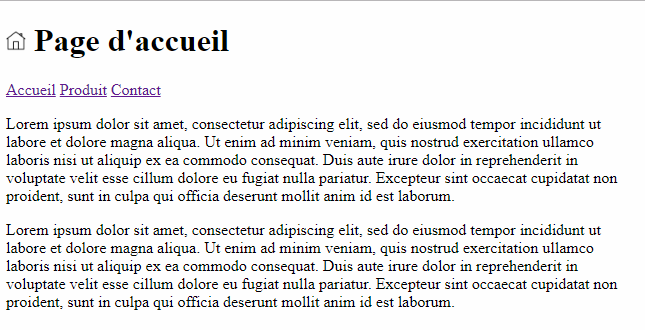 Page d'accueil
Accueil Produit Contact
Lorem ipsum dolor sit amet, consectetur adipiscing elit, sed do eiusmod tempor incididunt ut
labore et dolore magna aliqua. Ut enim ad minim veniam, quis nostrud exercitation ullamco
laboris nisi ut aliquip ex ea commodo consequat. Duis aute irure dolor in reprehenderit in
voluptate velit esse cillum dolore eu fugiat nulla pariatur. Excepteur sint occaecat cupidatat non
proident, sunt in culpa qui officia deserunt mollit anim id est laborum.
Lorem ipsum dolor sit amet, consectetur adipiscing elit, sed do eiusmod tempor incididunt ut
labore et dolore magna aliqua. Ut enim ad minim veniam, quis nostrud exercitation ullamco
laboris nisi ut aliquip ex ea commodo consequat. Duis aute irure dolor in reprehenderit in
voluptate velit esse cillum dolore eu fugiat nulla pariatur. Excepteur sint occaecat cupidatat non
proident, sunt in culpa qui officia deserunt mollit anim id est laborum.